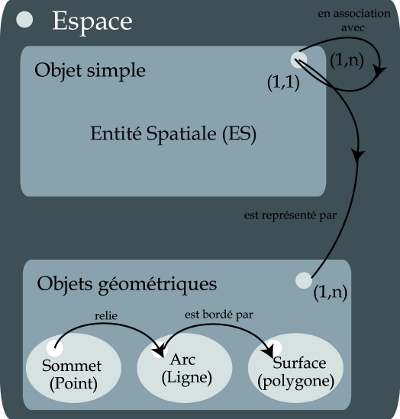 Espace
en association
avec
Objet simple
(1,n)
(1,1)
Entité Spatiale (ES)
est représenté par
Objets géométriques
(1,n)
relie
est bordé par
Sommet
(Point)
Arc
(Ligne)
Surface
(polygone)